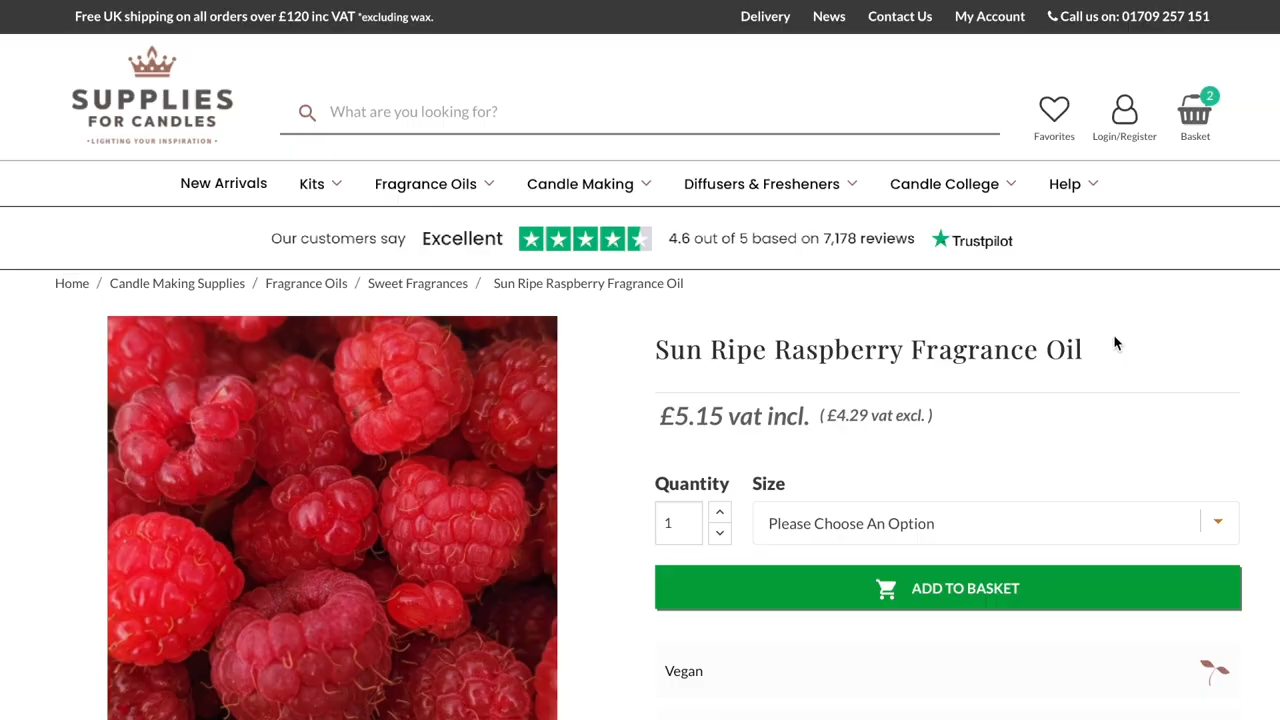 Free UK shipping on all orders over £120 inc VAT *excluding wax.
Delivery News Contact Us My Account Call us on: 01709 257 151
SUPPLIES
FOR CANDLES
• LIGHTING YOUR INSPIRATION •
What are you looking for?
Favorites
Login/Register
2
Basket
New Arrivals Kits Fragrance Oils Candle Making Diffusers & Fresheners Candle College Help
Our customers say Excellent 4.6 out of 5 based on 7,178 reviews Trustpilot
Home / Candle Making Supplies / Fragrance Oils / Sweet Fragrances / Sun Ripe Raspberry Fragrance Oil
Sun Ripe Raspberry Fragrance Oil
£5.15 vat incl. ( £4.29 vat excl. )
Quantity Size
1 Please Choose An Option
ADD TO BASKET
Vegan